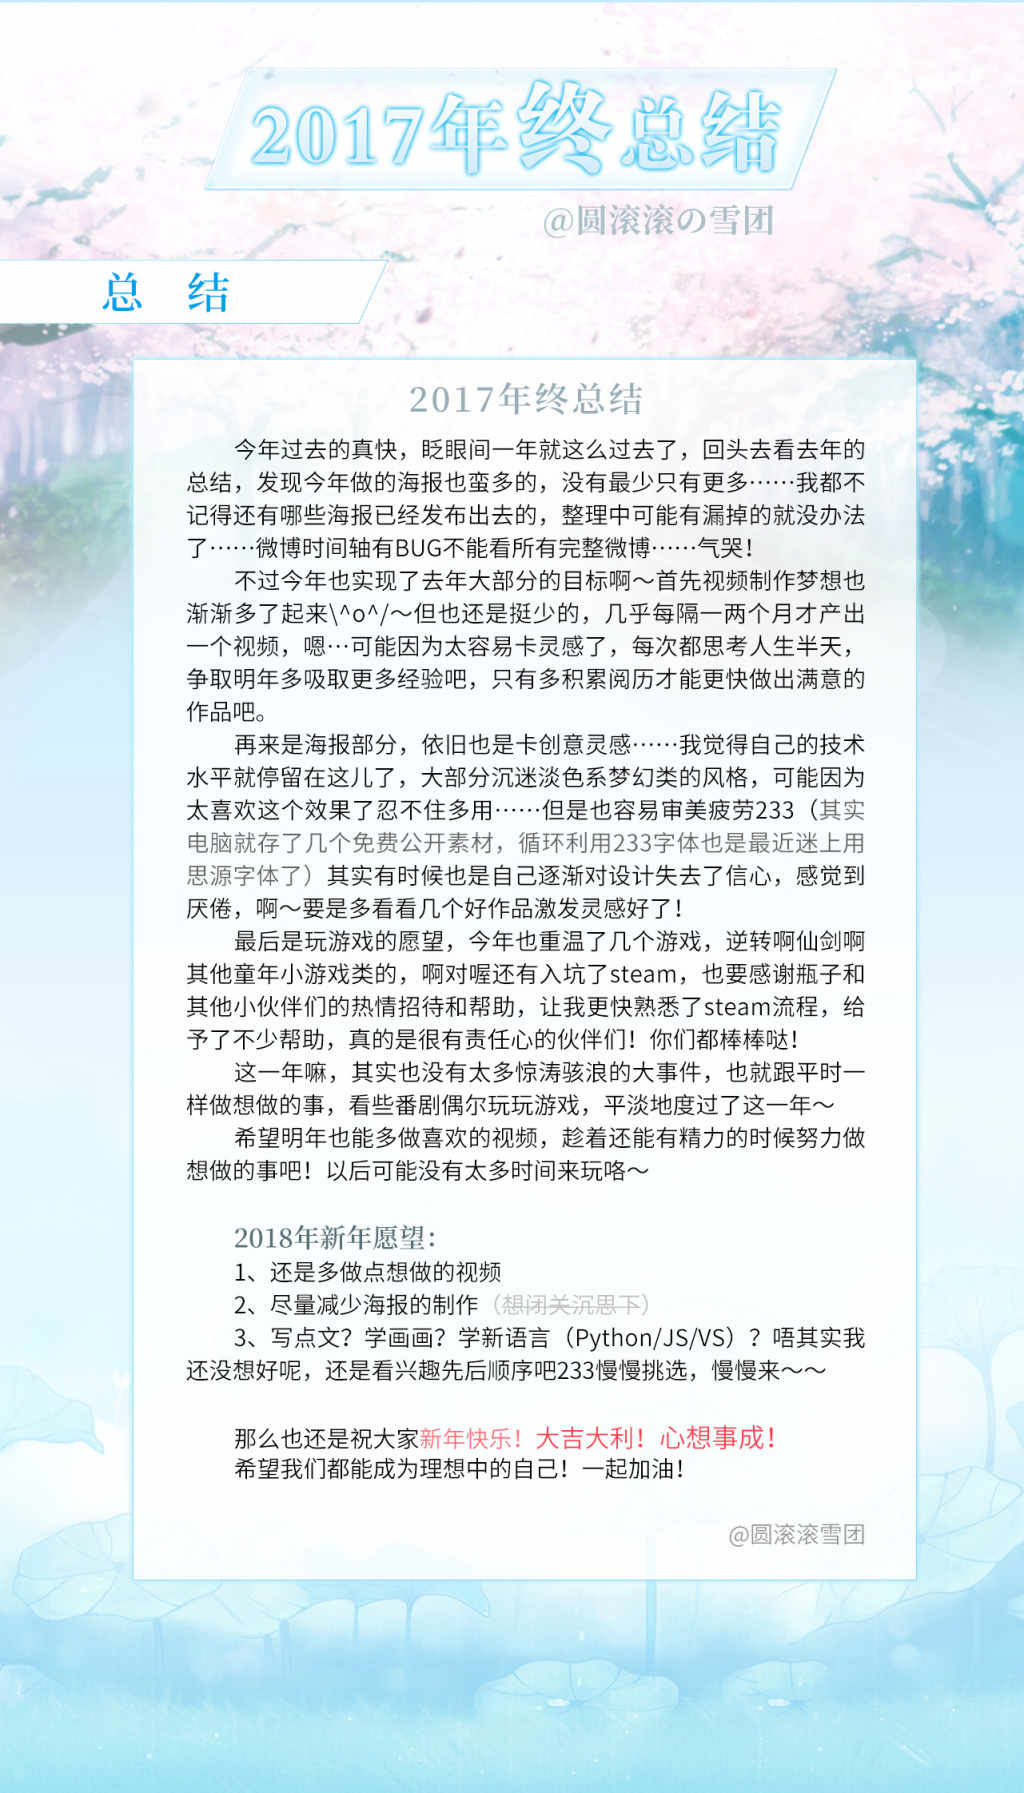 2017年终总结
@圆滚滚の雪团
总 结
2017年终总结
今年过去的真快，眨眼间一年就这么过去了，回头去看去年的
总结，发现今年做的海报也蛮多的，没有最少只有更多……我都不
记得还有哪些海报已经发布出去的，整理中可能有漏掉的就没办法
了……微博时间轴有BUG不能看所有完整微博……气哭！
不过今年也实现了去年大部分的目标啊～首先视频制作梦想也
渐渐多了起来\^o^/～但也还是挺少的，几乎每隔一两个月才产出
一个视频，嗯…可能因为太容易卡灵感了，每次都思考人生半天，
争取明年多吸取更多经验吧，只有多积累阅历才能更快做出满意的
作品吧。
再来是海报部分，依旧也是卡创意灵感……我觉得自己的技术
水平就停留在这儿了，大部分沉迷淡色系梦幻类的风格，可能因为
太喜欢这个效果了忍不住多用……但是也容易审美疲劳233（其实
电脑就存了几个免费公开素材，循环利用233字体也是最近迷上用
思源字体了）其实有时候也是自己逐渐对设计失去了信心，感觉到
厌倦，啊～要是多看看几个好作品激发灵感好了！
最后是玩游戏的愿望，今年也重温了几个游戏，逆转啊仙剑啊
其他童年小游戏类的，啊对喔还有入坑了steam，也要感谢瓶子和
其他小伙伴们的热情招待和帮助，让我更快熟悉了steam流程，给
予了不少帮助，真的是很有责任心的伙伴们！你们都棒棒哒！
这一年嘛，其实也没有太多惊涛骇浪的大事件，也就跟平时一
样做想做的事，看些番剧偶尔玩玩游戏，平淡地度过了这一年～
希望明年也能多做喜欢的视频，趁着还能有精力的时候努力做
想做的事吧！以后可能没有太多时间来玩咯～
2018年新年愿望：
1、还是多做点想做的视频
2、尽量减少海报的制作（想闭关沉思下）
3、写点文？学画画？学新语言（Python/JS/VS）？唔其实我
还没想好呢，还是看兴趣先后顺序吧233慢慢挑选，慢慢来～～
那么也还是祝大家新年快乐！大吉大利！心想事成！
希望我们都能成为理想中的自己！一起加油！
@圆滚滚雪团